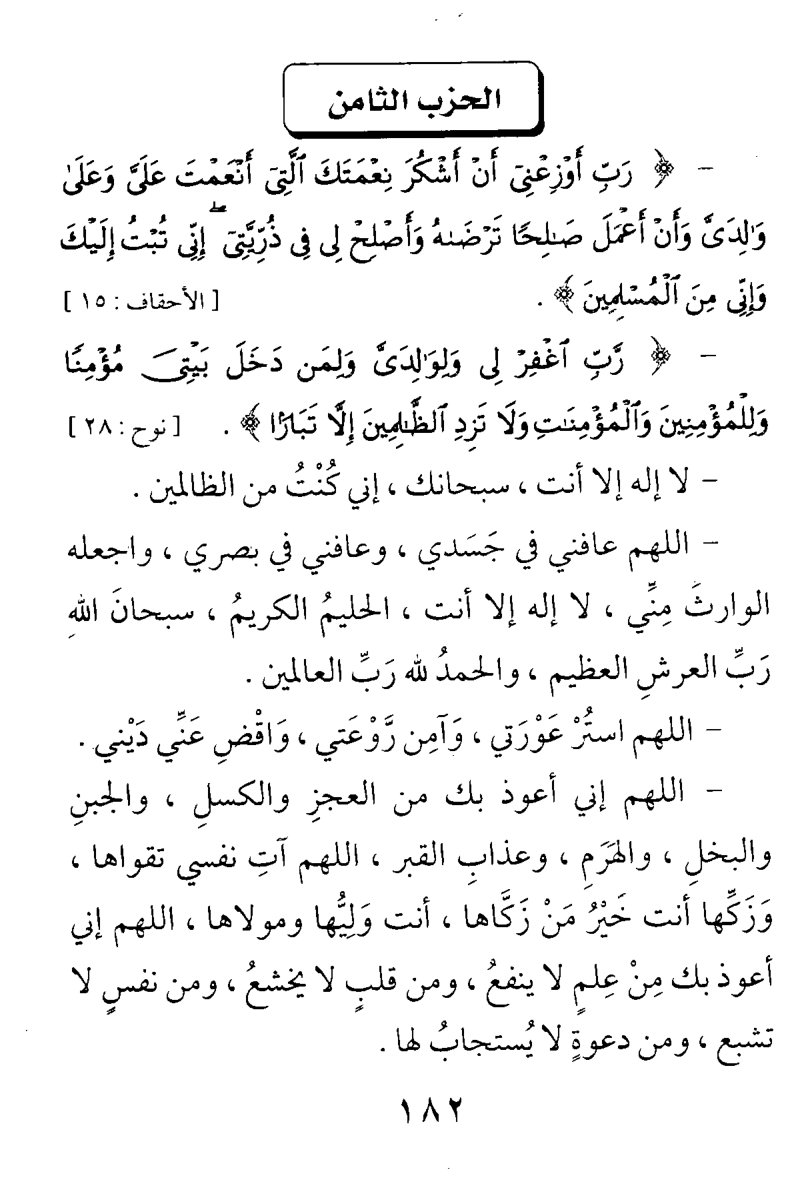 الحزب الثامن
– ﴿ رَبِّ أَوْزِعْنِىٓ أَنْ أَشْكُرَ نِعْمَتَكَ ٱلَّتِىٓ أَنْعَمْتَ عَلَىَّ وَعَلَىٰ
وَٰلِدَىَّ وَأَنْ أَعْمَلَ صَـٰلِحًا تَرْضَىٰهُ وَأَصْلِحْ لِى فِى ذُرِّيَّتِىٓ ۖ إِنِّى تُبْتُ إِلَيْكَ
وَإِنِّى مِنَ ٱلْمُسْلِمِينَ ﴾ . [ الأحقاف : ١٥ ]
– ﴿ رَّبِّ ٱغْفِرْ لِى وَلِوَٰلِدَىَّ وَلِمَن دَخَلَ بَيْتِىَ مُؤْمِنًا
وَلِلْمُؤْمِنِينَ وَٱلْمُؤْمِنَـٰتِ وَلَا تَزِدِ ٱلظَّـٰلِمِينَ إِلَّا تَبَارًۢا ﴾ . [ نوح : ٢٨ ]
– لا إله إلا أنت ، سبحانك ، إني كُنْتُ من الظالمين .
– اللهم عافني في جَسَدي ، وعافني في بصري ، واجعله
الوارثَ مِنِّي ، لا إله إلا أنت ، الحليمُ الكريمُ ، سبحانَ اللهِ
رَبِّ العرشِ العظيم ، والحمدُ لله رَبِّ العالمين .
– اللهم استُرْ عَوْرَتي ، وَآمِن رَّوْعَتي ، وَاقْضِ عَنِّي دَيْني .
– اللهم إني أعوذ بك من العجزِ والكسلِ ، والجبنِ
والبخلِ ، والهَرَمِ ، وعذابِ القبر ، اللهم آتِ نفسي تقواها ،
وَزَكِّها أنت خَيْرُ مَنْ زَكَّاها ، أنت وَلِيُّها ومولاها ، اللهم إني
أعوذ بك مِنْ عِلمٍ لا ينفعُ ، ومن قلبٍ لا يخشعُ ، ومن نفسٍ لا
تشبع ، ومن دعوةٍ لا يُستجابُ لها .
١٨٢